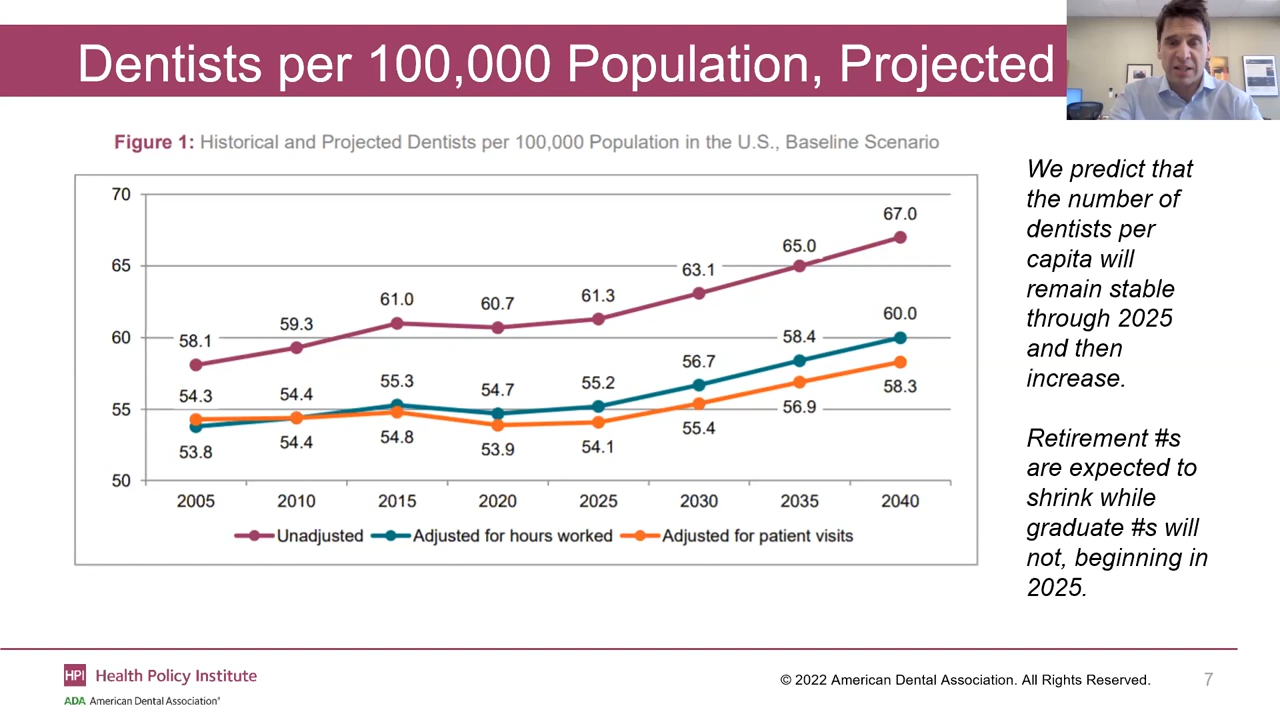 Dentists per 100,000 Population, Projected
Figure 1: Historical and Projected Dentists per 100,000 Population in the U.S., Baseline Scenario
70
65
60
55
50
58.1
59.3
61.0
60.7
61.3
63.1
65.0
67.0
54.3
54.4
55.3
54.7
55.2
56.7
58.4
60.0
53.8
54.4
54.8
53.9
54.1
55.4
56.9
58.3
2005 2010 2015 2020 2025 2030 2035 2040
Unadjusted Adjusted for hours worked Adjusted for patient visits
We predict that
the number of
dentists per
capita will
remain stable
through 2025
and then
increase.
Retirement #s
are expected to
shrink while
graduate #s will
not, beginning in
2025.
HPI Health Policy Institute
ADA American Dental Association®
© 2022 American Dental Association. All Rights Reserved.
7